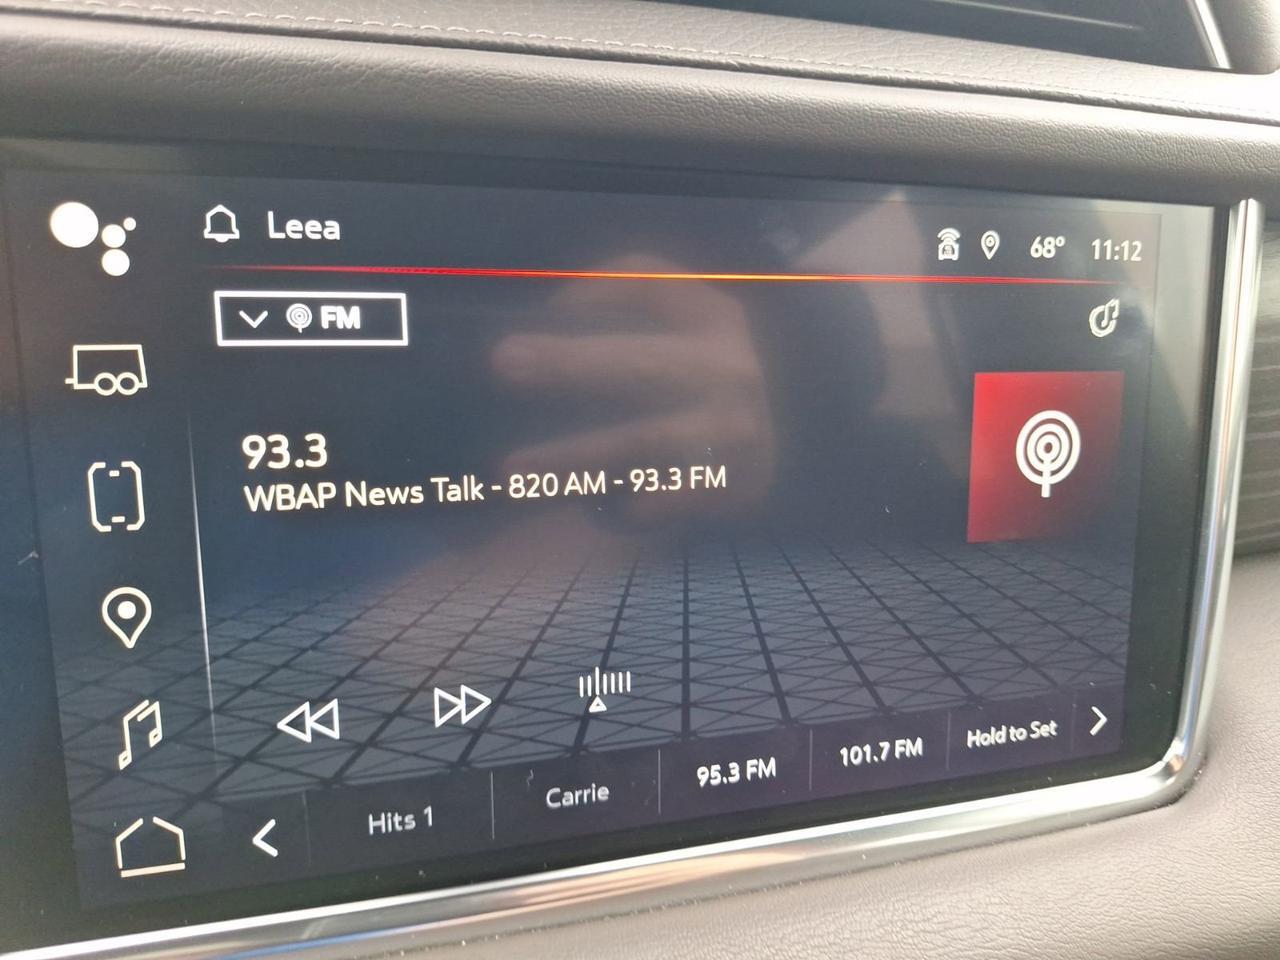 Leea
68° 11:12
FM
93.3
WBAP News Talk - 820 AM - 93.3 FM
Hits 1
Carrie
95.3 FM
101.7 FM
Hold to Set